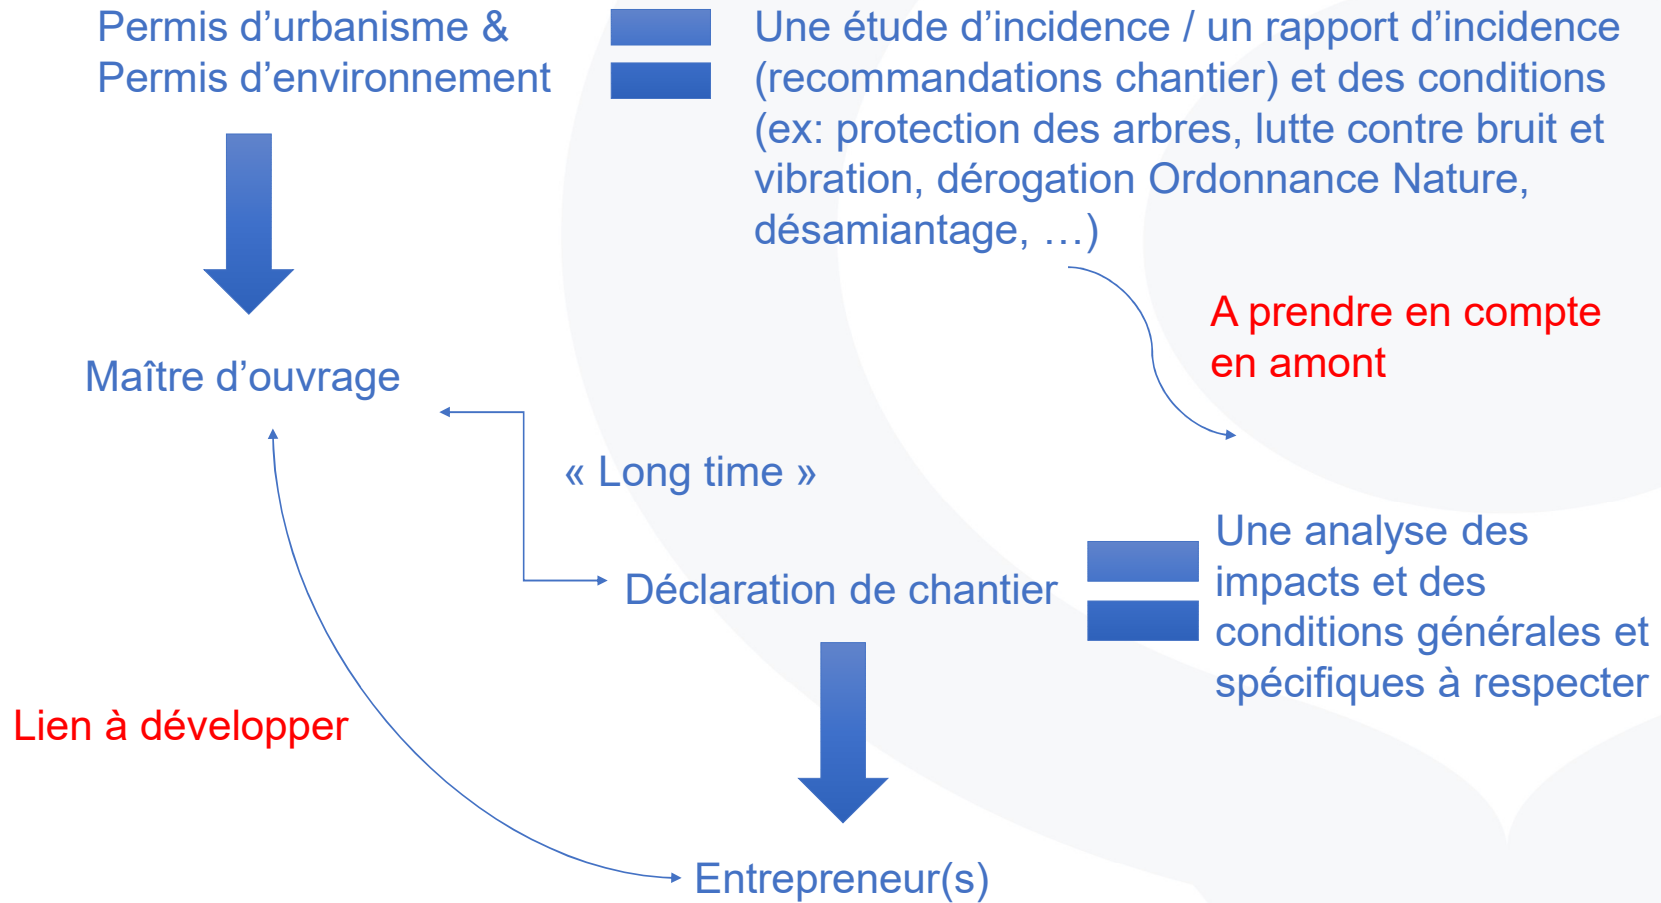 Permis d’urbanisme &
Permis d’environnement
Une étude d’incidence / un rapport d’incidence
(recommandations chantier) et des conditions
(ex: protection des arbres, lutte contre bruit et
vibration, dérogation Ordonnance Nature,
désamiantage, …)
A prendre en compte
en amont
Maître d’ouvrage
« Long time »
Déclaration de chantier
Une analyse des
impacts et des
conditions générales et
spécifiques à respecter
Lien à développer
Entrepreneur(s)